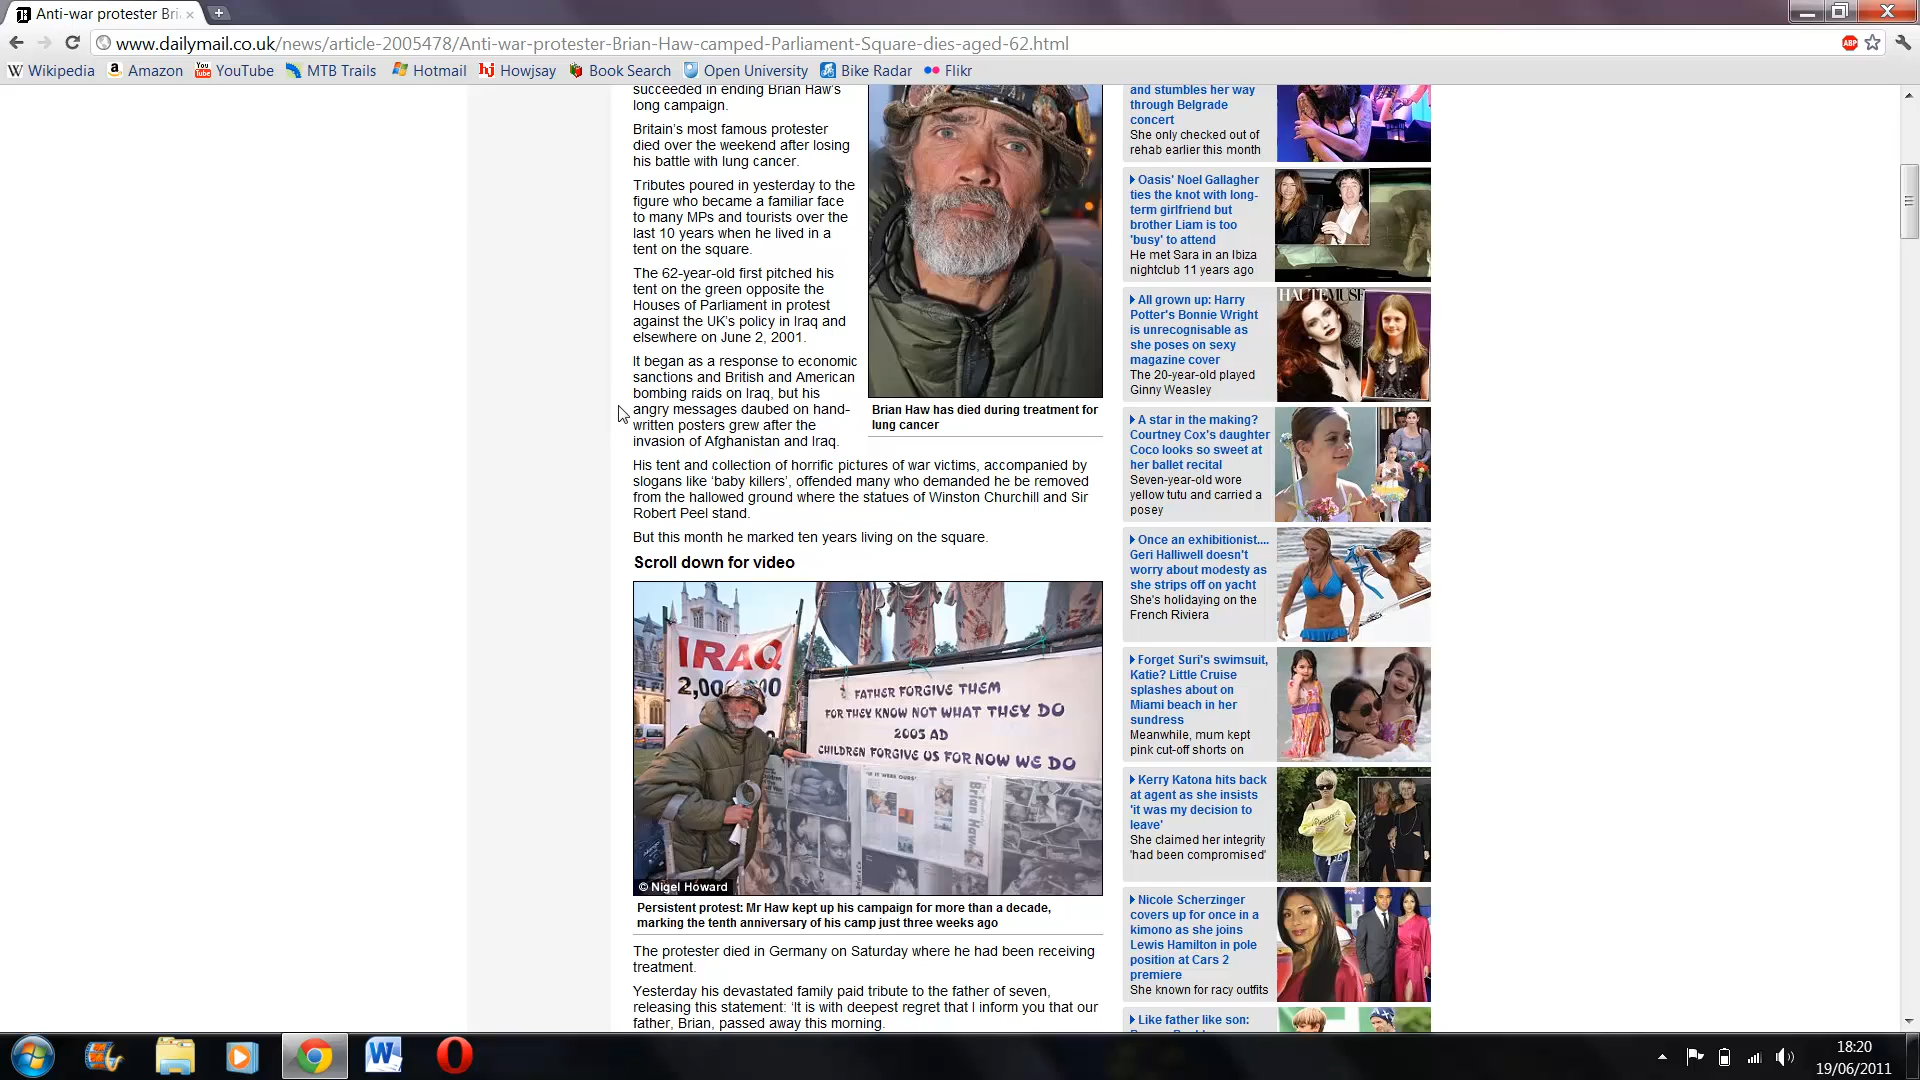 Anti-war protester Bri
www.dailymail.co.uk/news/article-2005478/Anti-war-protester-Brian-Haw-camped-Parliament-Square-dies-aged-62.html
ABP
Wikipedia Amazon YouTube MTB Trails Hotmail Howjsay Book Search Open University Bike Radar Flikr
succeeded in ending Brian Haw's
long campaign.
Britain's most famous protester
died over the weekend after losing
his battle with lung cancer.
Tributes poured in yesterday to the
figure who became a familiar face
to many MPs and tourists over the
last 10 years when he lived in a
tent on the square.
The 62-year-old first pitched his
tent on the green opposite the
Houses of Parliament in protest
against the UK's policy in Iraq and
elsewhere on June 2, 2001.
It began as a response to economic
sanctions and British and American
bombing raids on Iraq, but his
angry messages daubed on hand-
written posters grew after the
invasion of Afghanistan and Iraq.
Brian Haw has died during treatment for
lung cancer
His tent and collection of horrific pictures of war victims, accompanied by
slogans like 'baby killers', offended many who demanded he be removed
from the hallowed ground where the statues of Winston Churchill and Sir
Robert Peel stand.
But this month he marked ten years living on the square.
Scroll down for video
IRAQ
FATHER FORGIVE THEM
FOR THEY KNOW NOT WHAT THEY DO
2005 AD
CHILDREN FORGIVE US FOR NOW WE DO
Brian Haw
© Nigel Howard
Persistent protest: Mr Haw kept up his campaign for more than a decade,
marking the tenth anniversary of his camp just three weeks ago
The protester died in Germany on Saturday where he had been receiving
treatment.
Yesterday his devastated family paid tribute to the father of seven,
releasing this statement: 'It is with deepest regret that I inform you that our
father, Brian, passed away this morning.
and stumbles her way
through Belgrade
concert
She only checked out of
rehab earlier this month
Oasis' Noel Gallagher
ties the knot with long-
term girlfriend but
brother Liam is too
'busy' to attend
He met Sara in an Ibiza
nightclub 11 years ago
All grown up: Harry
Potter's Bonnie Wright
is unrecognisable as
she poses on sexy
magazine cover
The 20-year-old played
Ginny Weasley
HAUTEMUSE
A star in the making?
Courtney Cox's daughter
Coco looks so sweet at
her ballet recital
Seven-year-old wore
yellow tutu and carried a
posey
Once an exhibitionist....
Geri Halliwell doesn't
worry about modesty as
she strips off on yacht
She's holidaying on the
French Riviera
Forget Suri's swimsuit,
Katie? Little Cruise
splashes about on
Miami beach in her
sundress
Meanwhile, mum kept
pink cut-off shorts on
Kerry Katona hits back
at agent as she insists
'it was my decision to
leave'
She claimed her integrity
'had been compromised'
Nicole Scherzinger
covers up for once in a
kimono as she joins
Lewis Hamilton in pole
position at Cars 2
premiere
She known for racy outfits
Like father like son:
18:20
19/06/2011